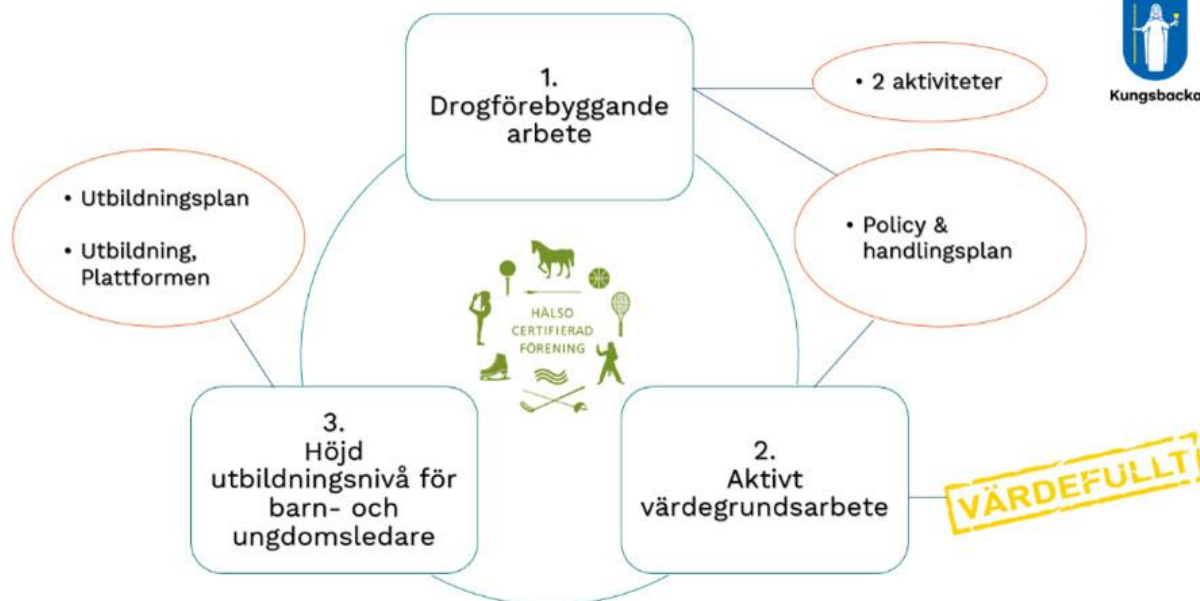 1.
Drogförebyggande
arbete
• 2 aktiviteter
Kungsbacka
• Utbildningsplan
• Utbildning,
Plattformen
• Policy &
handlingsplan
HÄLSO
CERTIFIERAD
FÖRENING
3.
Höjd
utbildningsnivå för
barn- och
ungdomsledare
2.
Aktivt
värdegrundsarbete
VÄRDEFULLT